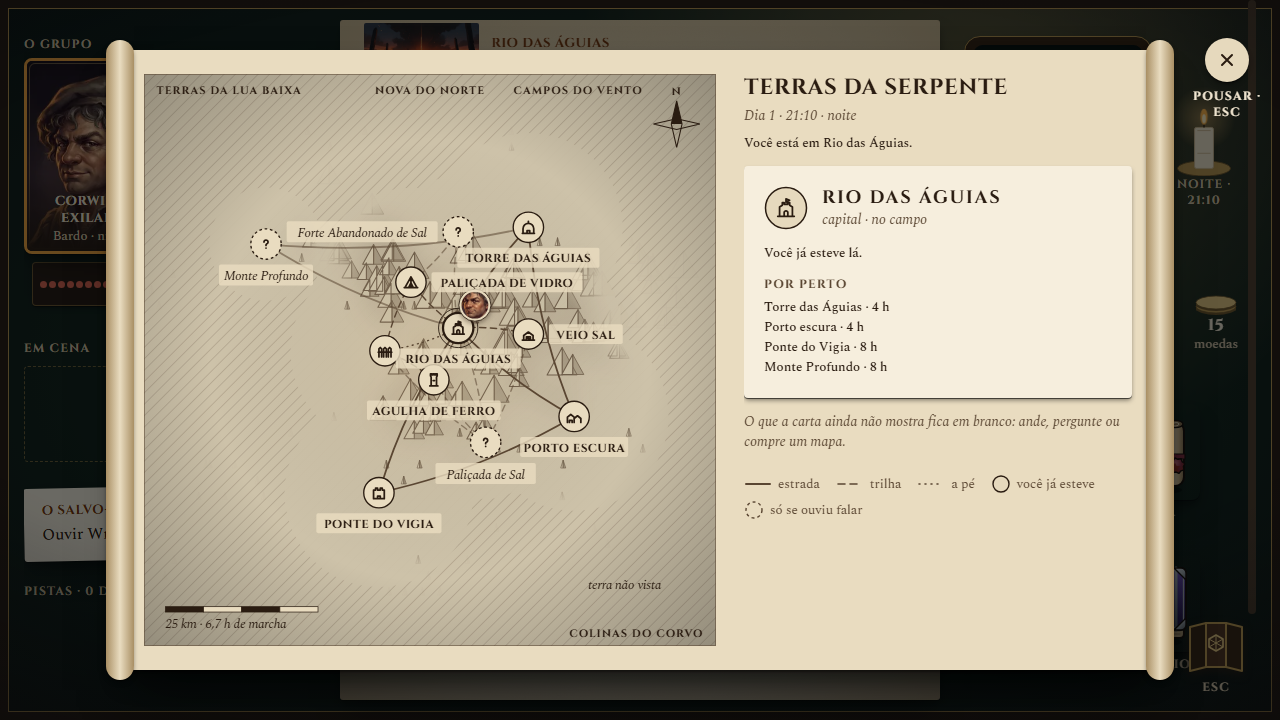 O GRUPO
CORWI
EXILA
Bardo · n
EM CENA
O SALVO
Ouvir Wr
PISTAS · 0 D
RIO DAS ÁGUIAS
TERRAS DA LUA BAIXA
NOVA DO NORTE
CAMPOS DO VENTO
N
Forte Abandonado de Sal
?
?
Monte Profundo
TORRE DAS ÁGUIAS
PALIÇADA DE VIDRO
VEIO SAL
RIO DAS ÁGUIAS
AGULHA DE FERRO
?
PORTO ESCURA
Paliçada de Sal
PONTE DO VIGIA
terra não vista
25 km · 6,7 h de marcha
COLINAS DO CORVO
TERRAS DA SERPENTE
Dia 1 · 21:10 · noite
Você está em Rio das Águias.
RIO DAS ÁGUIAS
capital · no campo
Você já esteve lá.
POR PERTO
Torre das Águias · 4 h
Porto escura · 4 h
Ponte do Vigia · 8 h
Monte Profundo · 8 h
O que a carta ainda não mostra fica em branco: ande, pergunte ou
compre um mapa.
estrada
trilha
a pé
você já esteve
só se ouviu falar
POUSAR ·
ESC
NOITE ·
21:10
15
moedas
IO
ESC